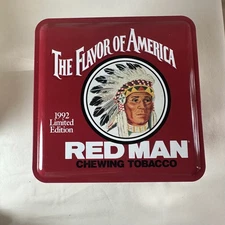 THE FLAVOR OF AMERICA
1992
Limited
Edition
RED MAN
CHEWING TOBACCO